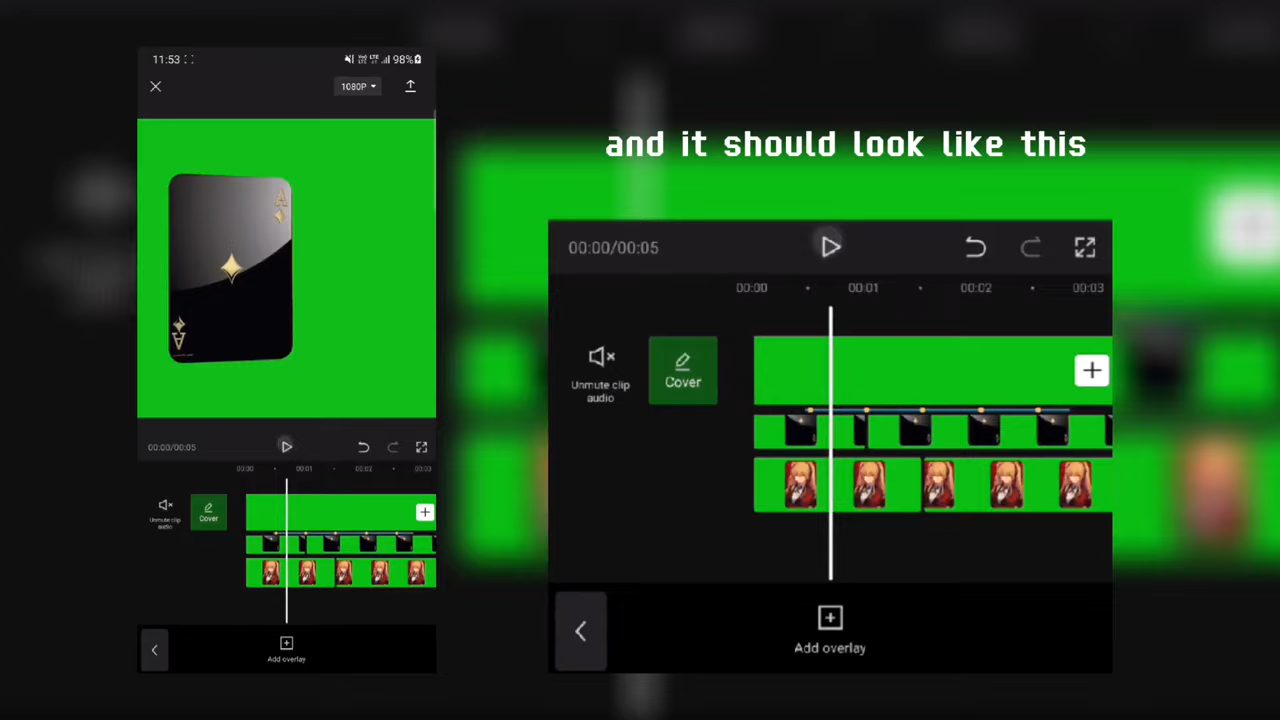 11:53
98%
1080P
A
A
00:00/00:05
00:00
00:01
00:02
00:03
Unmute clip
audio
Cover
Add overlay
and it should look like this
00:00/00:05
00:00
00:01
00:02
00:03
Unmute clip
audio
Cover
Add overlay